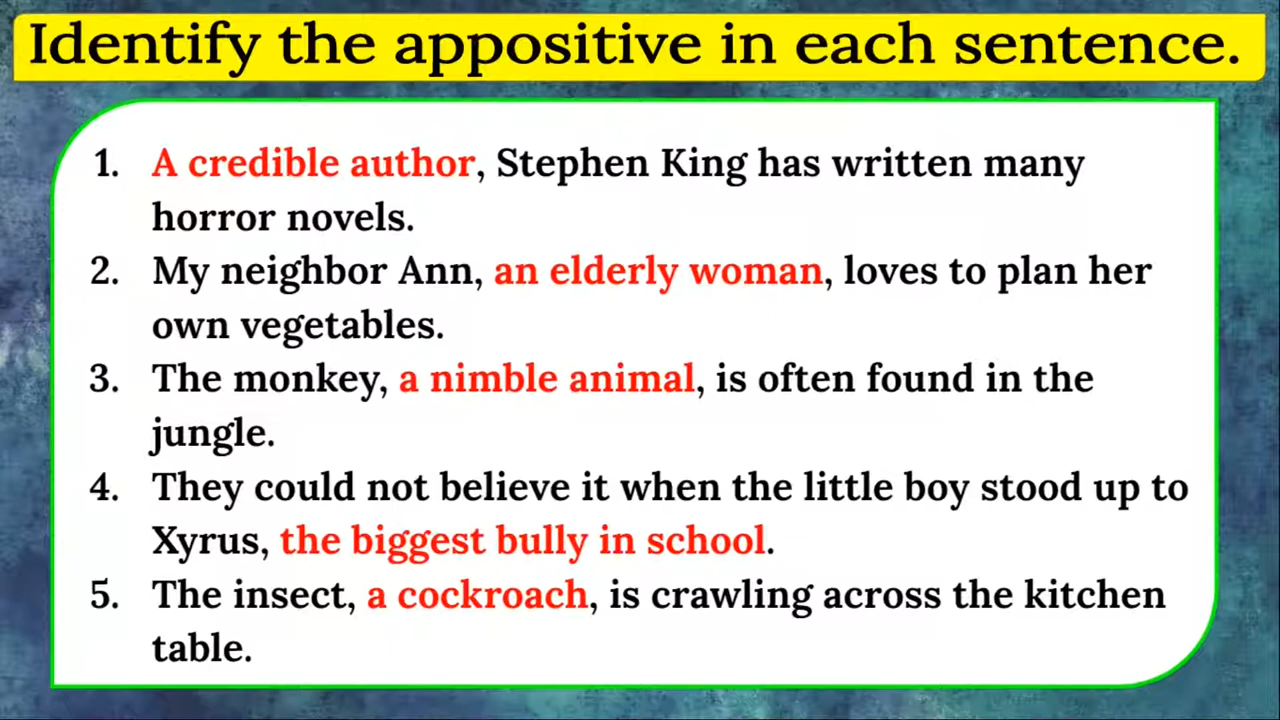 Identify the appositive in each sentence.
1. A credible author, Stephen King has written many
horror novels.
2. My neighbor Ann, an elderly woman, loves to plan her
own vegetables.
3. The monkey, a nimble animal, is often found in the
jungle.
4. They could not believe it when the little boy stood up to
Xyrus, the biggest bully in school.
5. The insect, a cockroach, is crawling across the kitchen
table.